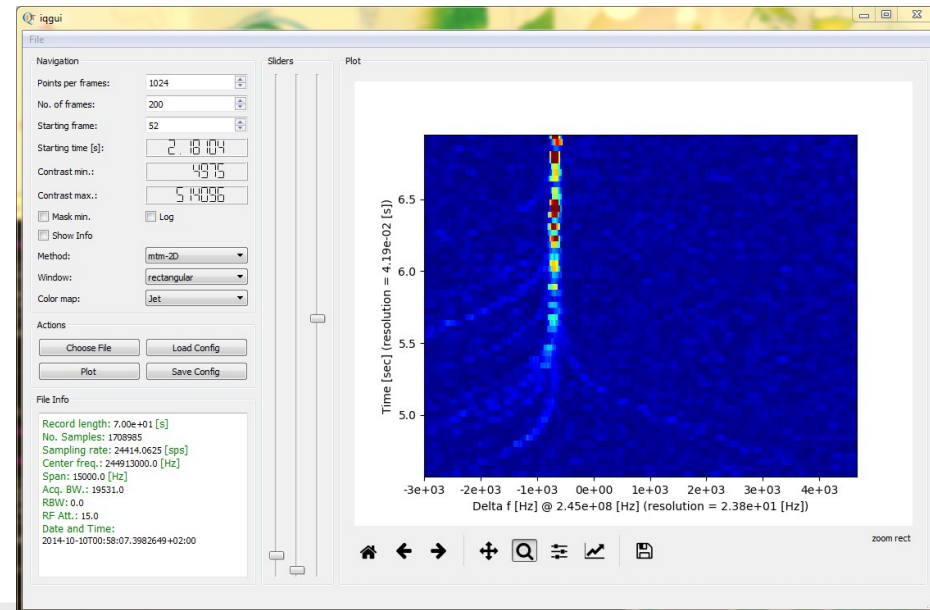 iqgui
File
Navigation
Points per frames: 1024
No. of frames: 200
Starting frame: 52
Starting time [s]: 2.18104
Contrast min.: 4975
Contrast max.: 514096
Mask min. Log
Show Info
Method: mtm-2D
Window: rectangular
Color map: Jet
Actions
Choose File Load Config
Plot Save Config
File Info
Record length: 7.00e+01 [s]
No. Samples: 1708985
Sampling rate: 24414.0625 [sps]
Center freq.: 244913000.0 [Hz]
Span: 15000.0 [Hz]
Acq. BW.: 19531.0
RBW: 0.0
RF Att.: 15.0
Date and Time:
2014-10-10T00:58:07.3982649+02:00
Sliders
Plot
Time [sec] (resolution = 4.19e-02 [s])
6.5
6.0
5.5
5.0
-3e+03 -2e+03 -1e+03 0e+00 1e+03 2e+03 3e+03 4e+03
Delta f [Hz] @ 2.45e+08 [Hz] (resolution = 2.38e+01 [Hz])
zoom rect